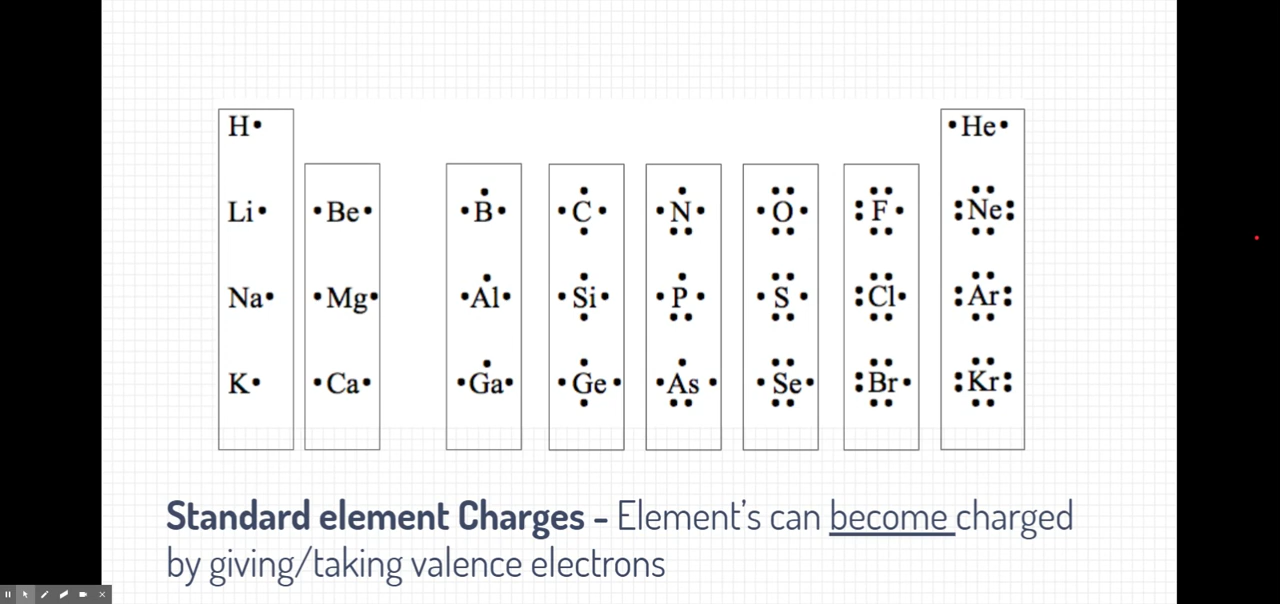 H• •He•
Li• •Be• •B• •C• •N• •O• :F• :Ne:
Na• •Mg• •Al• •Si• •P• •S• :Cl• :Ar:
K• •Ca• •Ga• •Ge• •As• •Se• :Br• :Kr:
Standard element Charges - Element's can become charged
by giving/taking valence electrons